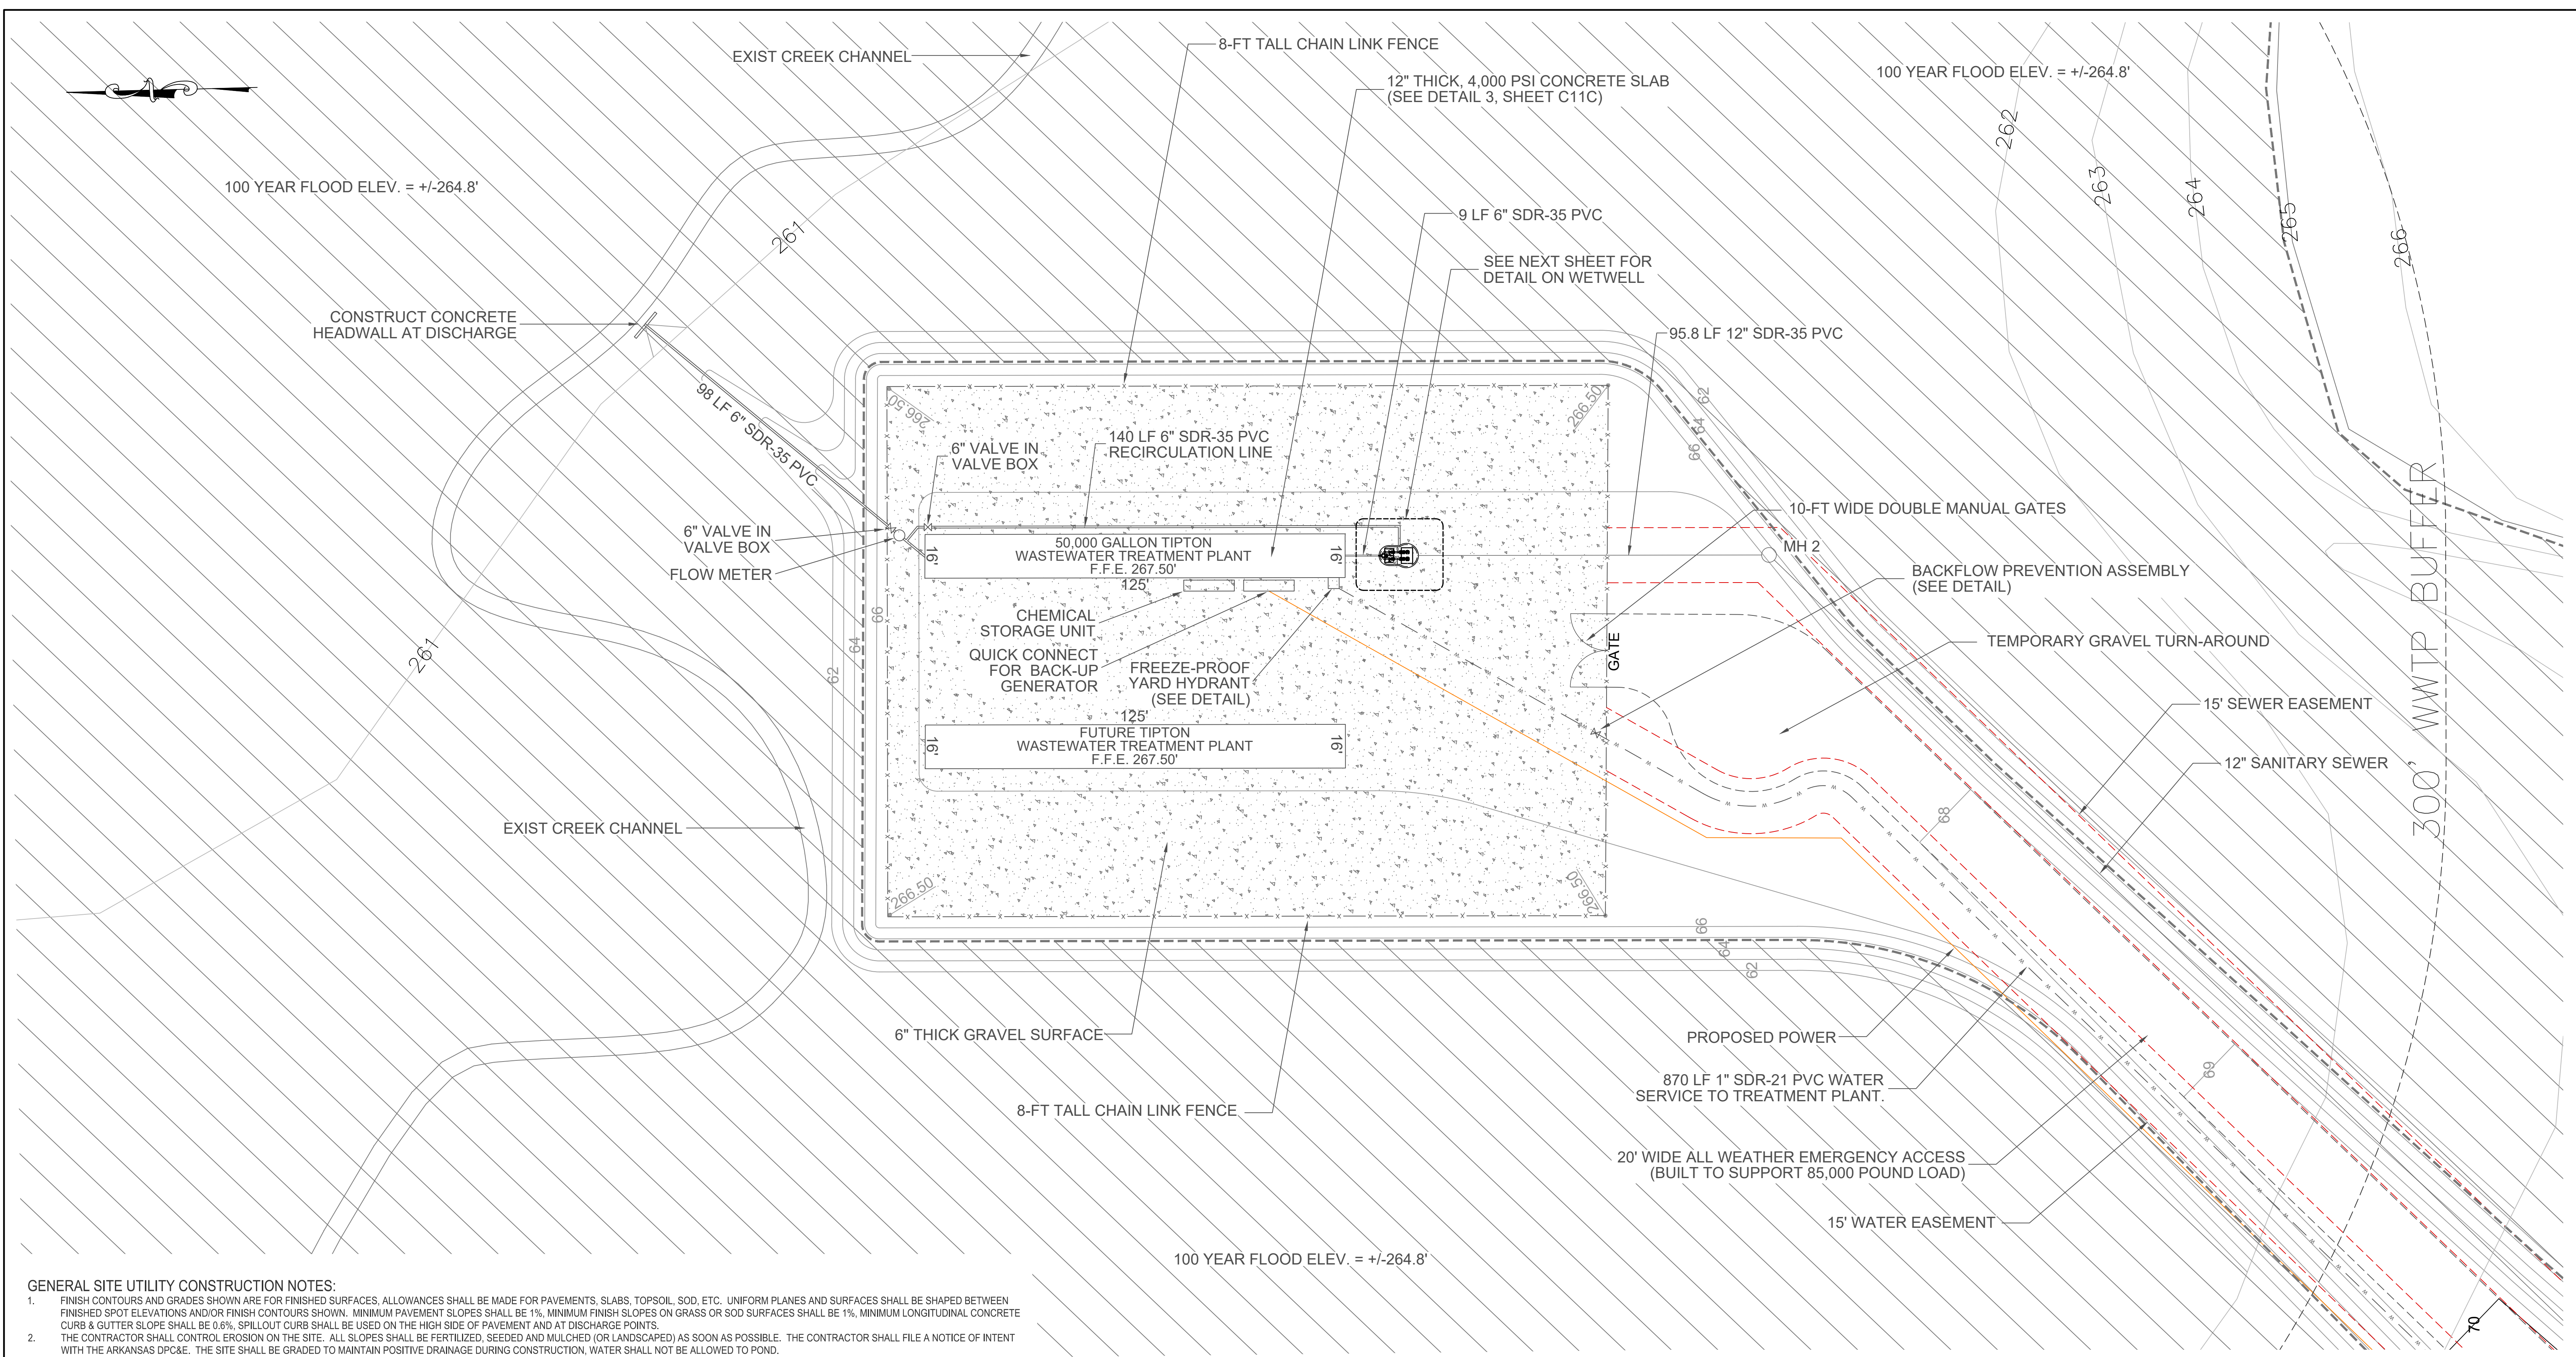 EXIST CREEK CHANNEL
8-FT TALL CHAIN LINK FENCE
12" THICK, 4,000 PSI CONCRETE SLAB
(SEE DETAIL 3, SHEET C11C)
100 YEAR FLOOD ELEV. = +/-264.8'
262
263
264
265
266
100 YEAR FLOOD ELEV. = +/-264.8'
261
9 LF 6" SDR-35 PVC
SEE NEXT SHEET FOR
DETAIL ON WETWELL
CONSTRUCT CONCRETE
HEADWALL AT DISCHARGE
95.8 LF 12" SDR-35 PVC
98 LF 6" SDR-35 PVC
266.50
266.50
62
64
66
6" VALVE IN
VALVE BOX
140 LF 6" SDR-35 PVC
RECIRCULATION LINE
10-FT WIDE DOUBLE MANUAL GATES
300' WWTP BUFFER
6" VALVE IN
VALVE BOX
FLOW METER
16'
50,000 GALLON TIPTON
WASTEWATER TREATMENT PLANT
F.F.E. 267.50'
16'
125'
MH 2
BACKFLOW PREVENTION ASSEMBLY
(SEE DETAIL)
CHEMICAL
STORAGE UNIT
QUICK CONNECT
FOR BACK-UP
GENERATOR
FREEZE-PROOF
YARD HYDRANT
(SEE DETAIL)
GATE
TEMPORARY GRAVEL TURN-AROUND
66
64
62
261
15' SEWER EASEMENT
125'
16'
FUTURE TIPTON
WASTEWATER TREATMENT PLANT
F.F.E. 267.50'
16'
12" SANITARY SEWER
EXIST CREEK CHANNEL
68
266.50
266.50
66
64
62
6" THICK GRAVEL SURFACE
PROPOSED POWER
870 LF 1" SDR-21 PVC WATER
SERVICE TO TREATMENT PLANT.
69
8-FT TALL CHAIN LINK FENCE
20' WIDE ALL WEATHER EMERGENCY ACCESS
(BUILT TO SUPPORT 85,000 POUND LOAD)
15' WATER EASEMENT
100 YEAR FLOOD ELEV. = +/-264.8'
70
GENERAL SITE UTILITY CONSTRUCTION NOTES:
1. FINISH CONTOURS AND GRADES SHOWN ARE FOR FINISHED SURFACES, ALLOWANCES SHALL BE MADE FOR PAVEMENTS, SLABS, TOPSOIL, SOD, ETC. UNIFORM PLANES AND SURFACES SHALL BE SHAPED BETWEEN
FINISHED SPOT ELEVATIONS AND/OR FINISH CONTOURS SHOWN. MINIMUM PAVEMENT SLOPES SHALL BE 1%, MINIMUM FINISH SLOPES ON GRASS OR SOD SURFACES SHALL BE 1%, MINIMUM LONGITUDINAL CONCRETE
CURB & GUTTER SLOPE SHALL BE 0.6%, SPILLOUT CURB SHALL BE USED ON THE HIGH SIDE OF PAVEMENT AND AT DISCHARGE POINTS.
2. THE CONTRACTOR SHALL CONTROL EROSION ON THE SITE. ALL SLOPES SHALL BE FERTILIZED, SEEDED AND MULCHED (OR LANDSCAPED) AS SOON AS POSSIBLE. THE CONTRACTOR SHALL FILE A NOTICE OF INTENT
WITH THE ARKANSAS DPC&E. THE SITE SHALL BE GRADED TO MAINTAIN POSITIVE DRAINAGE DURING CONSTRUCTION, WATER SHALL NOT BE ALLOWED TO POND.